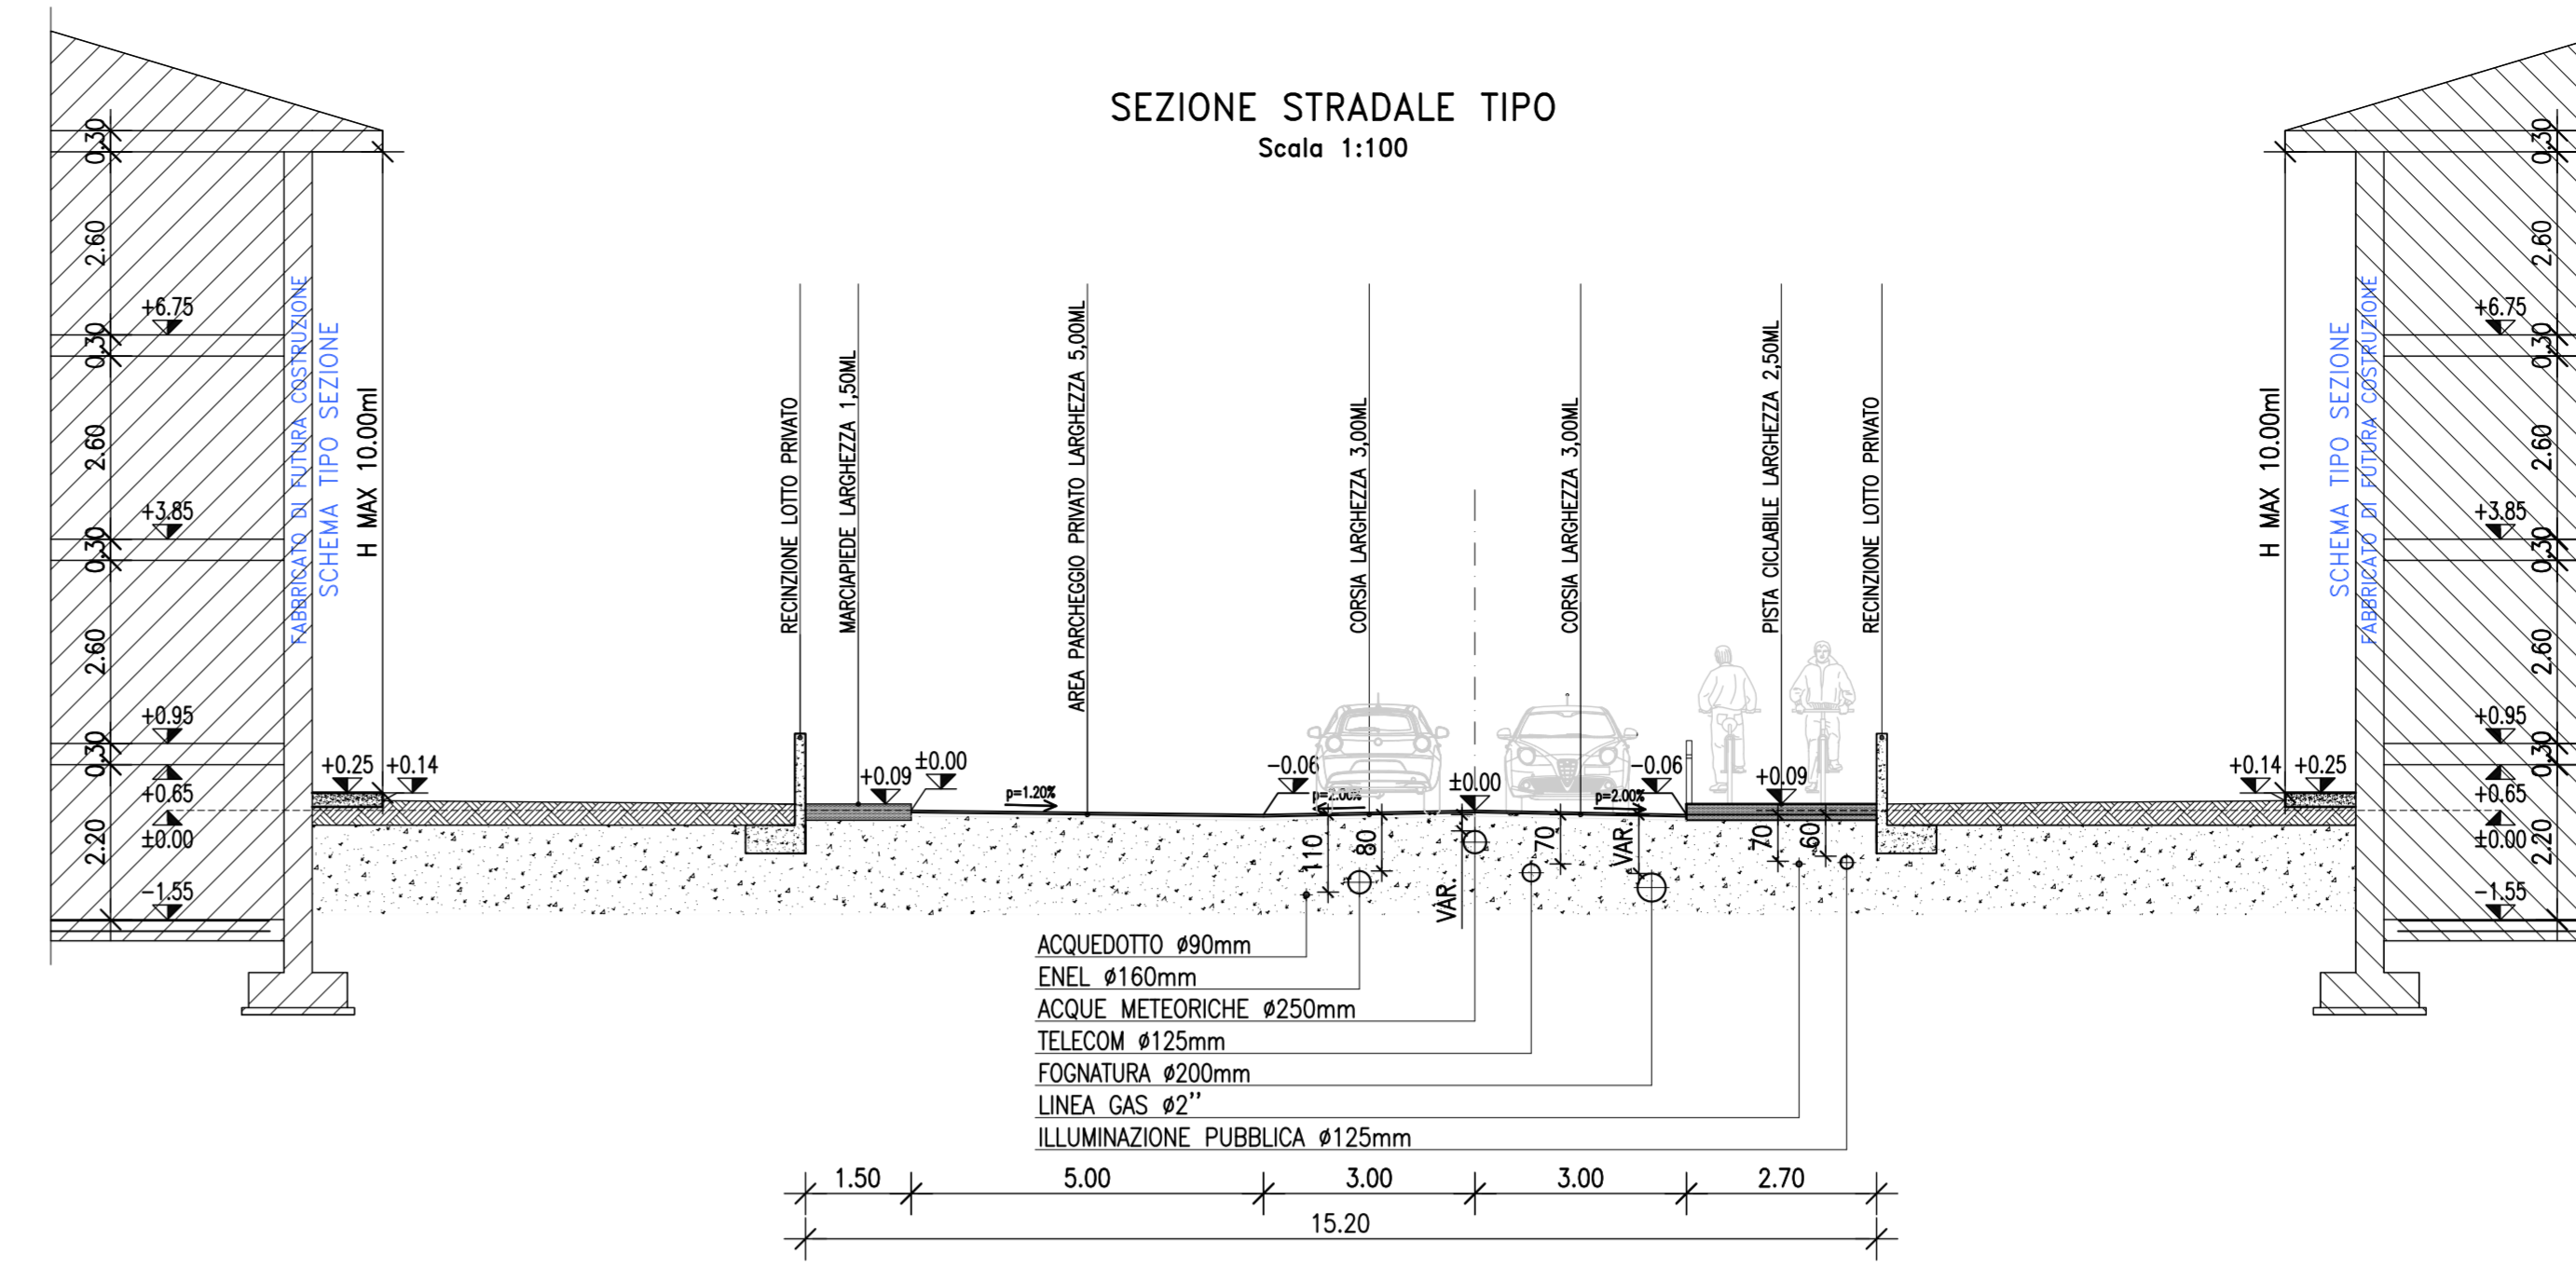 SEZIONE STRADALE TIPO
Scala 1:100
0.30
2.60
+6.75
0.30
2.60
+3.85
0.30
2.60
+0.95
0.30
+0.65
±0.00
2.20
-1.55
FABBRICATO DI FUTURA COSTRUZIONE
SCHEMA TIPO SEZIONE
H MAX 10.00ml
+0.25
+0.14
RECINZIONE LOTTO PRIVATO
MARCIAPIEDE LARGHEZZA 1,50ML
AREA PARCHEGGIO PRIVATO LARGHEZZA 5,00ML
CORSIA LARGHEZZA 3,00ML
CORSIA LARGHEZZA 3,00ML
PISTA CICLABILE LARGHEZZA 2,50ML
RECINZIONE LOTTO PRIVATO
+0.09
±0.00
p=1.20%
-0.06
p=2.00%
±0.00
p=2.00%
-0.06
+0.09
110
80
VAR.
70
VAR.
70
60
H MAX 10.00ml
SCHEMA TIPO SEZIONE
FABBRICATO DI FUTURA COSTRUZIONE
+0.14
+0.25
0.30
2.60
+6.75
0.30
2.60
+3.85
0.30
2.60
+0.95
0.30
+0.65
±0.00
2.20
-1.55
ACQUEDOTTO ø90mm
ENEL ø160mm
ACQUE METEORICHE ø250mm
TELECOM ø125mm
FOGNATURA ø200mm
LINEA GAS ø2''
ILLUMINAZIONE PUBBLICA ø125mm
1.50
5.00
3.00
3.00
2.70
15.20